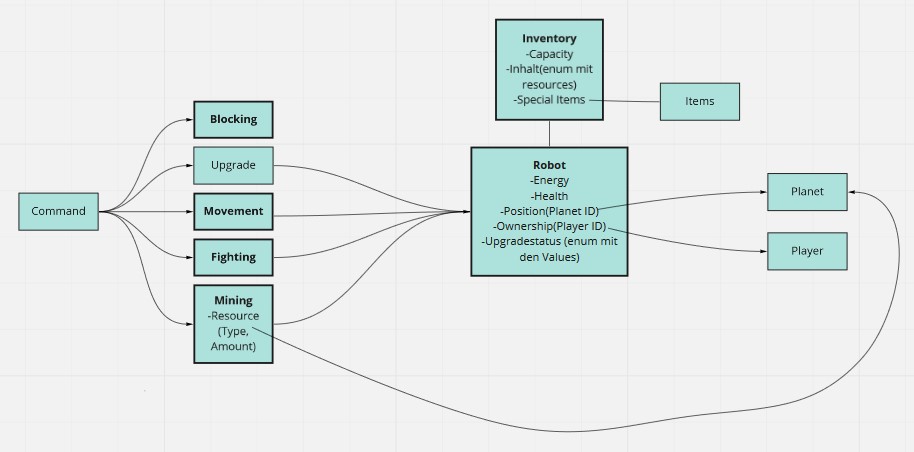 Command
Blocking
Upgrade
Movement
Fighting
Mining
-Resource
(Type,
Amount)
Inventory
-Capacity
-Inhalt(enum mit
resources)
-Special Items
Items
Robot
-Energy
-Health
-Position(Planet ID)
-Ownership(Player ID)
-Upgradestatus (enum mit
den Values)
Planet
Player